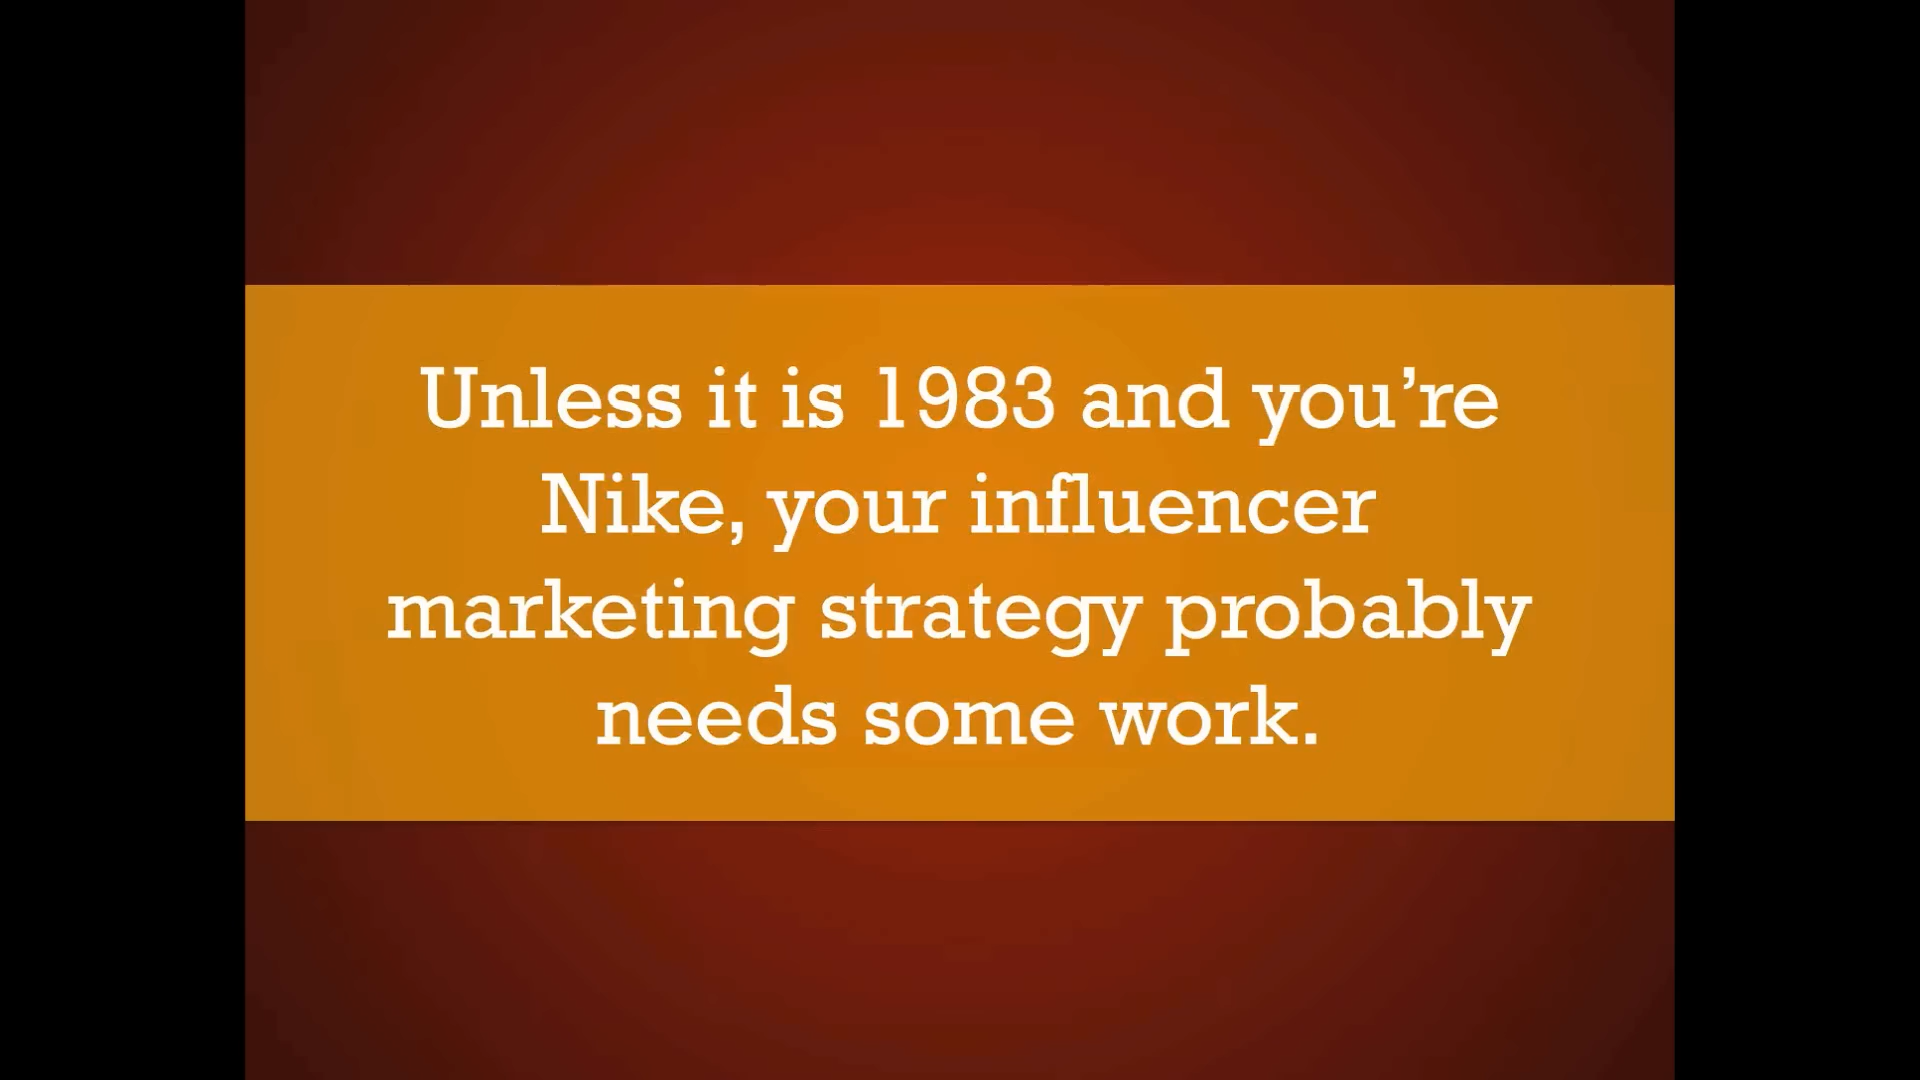 Unless it is 1983 and you’re
Nike, your influencer
marketing strategy probably
needs some work.